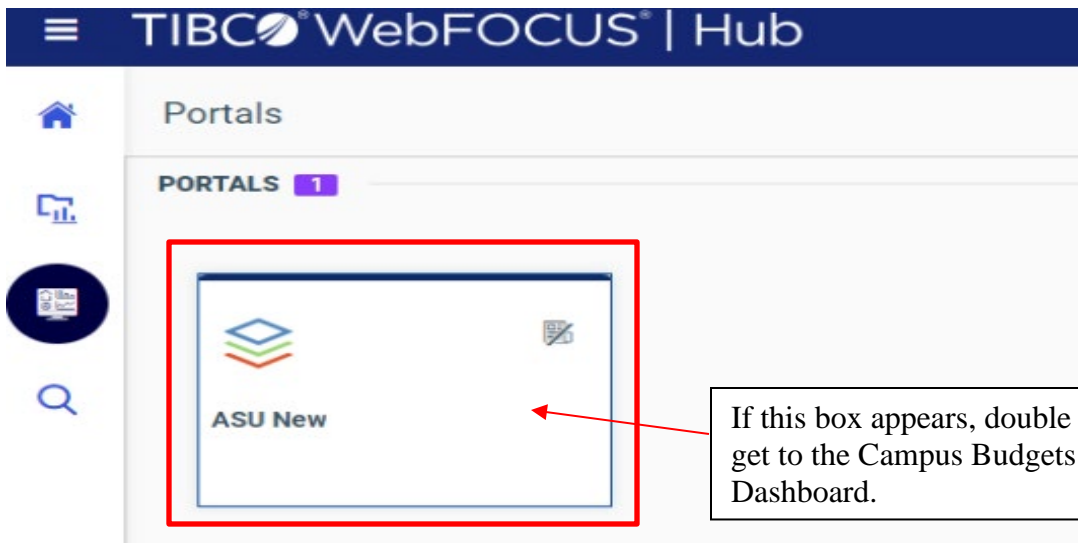 TIBCO® WebFOCUS® | Hub
Portals
PORTALS 1
ASU New
If this box appears, double
get to the Campus Budgets
Dashboard.